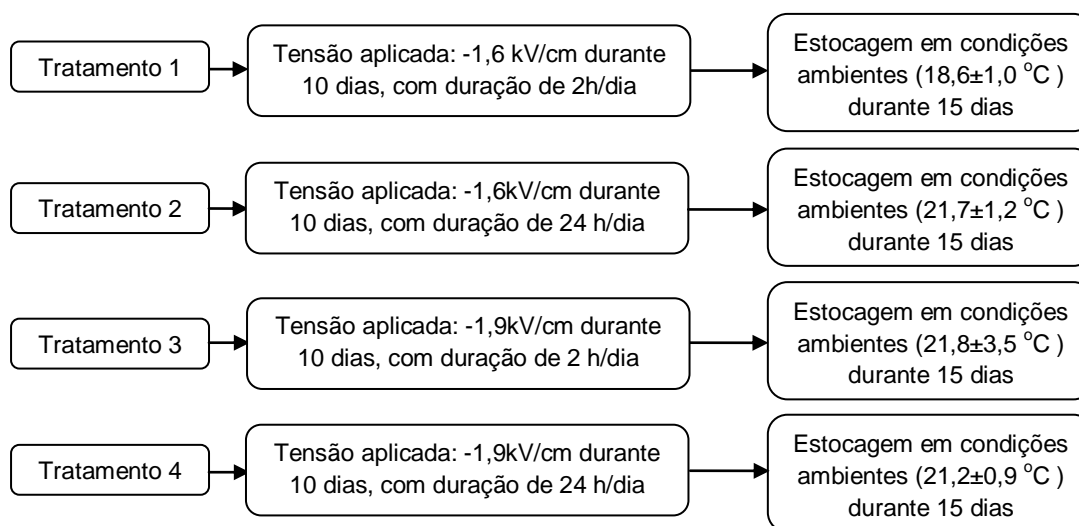 Tratamento 1
Tensão aplicada: -1,6 kV/cm durante
10 dias, com duração de 2h/dia
Estocagem em condições
ambientes (18,6±1,0 °C )
durante 15 dias
Tratamento 2
Tensão aplicada: -1,6kV/cm durante
10 dias, com duração de 24 h/dia
Estocagem em condições
ambientes (21,7±1,2 °C )
durante 15 dias
Tratamento 3
Tensão aplicada: -1,9kV/cm durante
10 dias, com duração de 2 h/dia
Estocagem em condições
ambientes (21,8±3,5 °C )
durante 15 dias
Tratamento 4
Tensão aplicada: -1,9kV/cm durante
10 dias, com duração de 24 h/dia
Estocagem em condições
ambientes (21,2±0,9 °C )
durante 15 dias